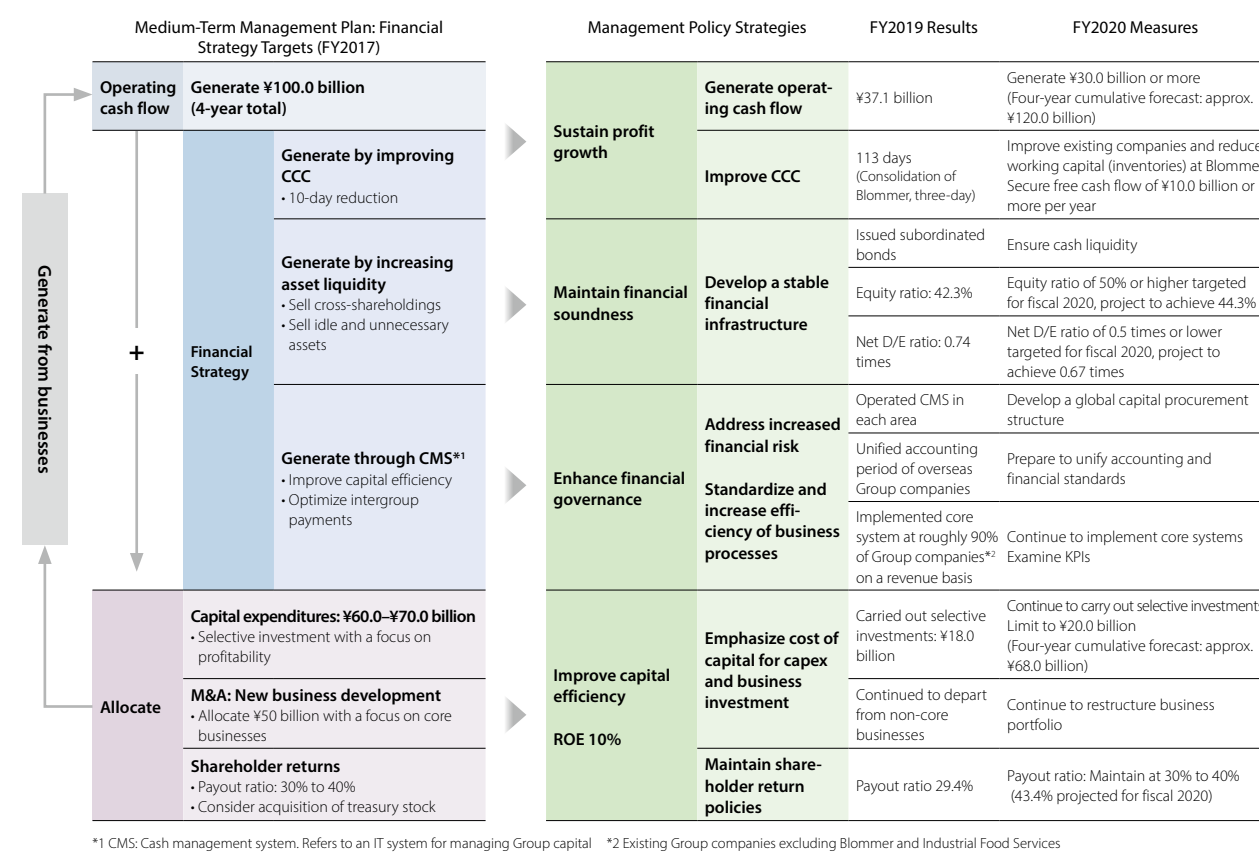 Medium-Term Management Plan: Financial
Strategy Targets (FY2017)
Management Policy Strategies
FY2019 Results
FY2020 Measures
Generate from businesses
Operating
cash flow
Generate ¥100.0 billion
(4-year total)
+
Financial
Strategy
Generate by improving
CCC
• 10-day reduction
Generate by increasing
asset liquidity
• Sell cross-shareholdings
• Sell idle and unnecessary
assets
Generate through CMS*1
• Improve capital efficiency
• Optimize intergroup
payments
Allocate
Capital expenditures: ¥60.0–¥70.0 billion
• Selective investment with a focus on
profitability
M&A: New business development
• Allocate ¥50 billion with a focus on core
businesses
Shareholder returns
• Payout ratio: 30% to 40%
• Consider acquisition of treasury stock
Sustain profit
growth
Generate operat-
ing cash flow
¥37.1 billion
Generate ¥30.0 billion or more
(Four-year cumulative forecast: approx.
¥120.0 billion)
Improve CCC
113 days
(Consolidation of
Blommer, three-day)
Improve existing companies and reduce
working capital (inventories) at Blomme
Secure free cash flow of ¥10.0 billion or
more per year
Maintain financial
soundness
Develop a stable
financial
infrastructure
Issued subordinated
bonds
Ensure cash liquidity
Equity ratio: 42.3%
Equity ratio of 50% or higher targeted
for fiscal 2020, project to achieve 44.3%
Net D/E ratio: 0.74
times
Net D/E ratio of 0.5 times or lower
targeted for fiscal 2020, project to
achieve 0.67 times
Enhance financial
governance
Address increased
financial risk
Standardize and
increase effi-
ciency of business
processes
Operated CMS in
each area
Develop a global capital procurement
structure
Unified accounting
period of overseas
Group companies
Prepare to unify accounting and
financial standards
Implemented core
system at roughly 90%
of Group companies*2
on a revenue basis
Continue to implement core systems
Examine KPIs
Improve capital
efficiency
ROE 10%
Emphasize cost of
capital for capex
and business
investment
Carried out selective
investments: ¥18.0
billion
Continue to carry out selective investment
Limit to ¥20.0 billion
(Four-year cumulative forecast: approx.
¥68.0 billion)
Continued to depart
from non-core
businesses
Continue to restructure business
portfolio
Maintain share-
holder return
policies
Payout ratio 29.4%
Payout ratio: Maintain at 30% to 40%
(43.4% projected for fiscal 2020)
*1 CMS: Cash management system. Refers to an IT system for managing Group capital *2 Existing Group companies excluding Blommer and Industrial Food Services